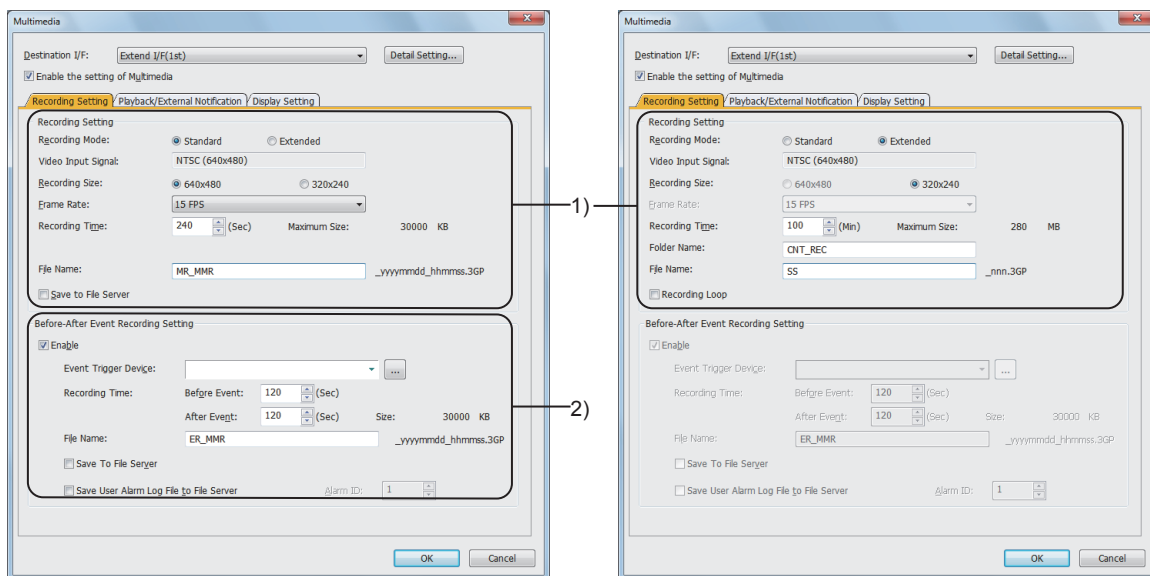 Multimedia
Destination I/F: Extend I/F(1st) Detail Setting...
Enable the setting of Multimedia
Recording Setting Playback/External Notification Display Setting
Recording Setting
Recording Mode: Standard Extended
Video Input Signal: NTSC (640x480)
Recording Size: 640x480 320x240
Frame Rate: 15 FPS
Recording Time: 240 (Sec) Maximum Size: 30000 KB
File Name: MR_MMR _yyyymmdd_hhmmss.3GP
Save to File Server
Before-After Event Recording Setting
Enable
Event Trigger Device: ...
Recording Time: Before Event: 120 (Sec)
After Event: 120 (Sec) Size: 30000 KB
File Name: ER_MMR _yyyymmdd_hhmmss.3GP
Save To File Server
Save User Alarm Log File to File Server Alarm ID: 1
OK Cancel
1)
2)
Multimedia
Destination I/F: Extend I/F(1st) Detail Setting...
Enable the setting of Multimedia
Recording Setting Playback/External Notification Display Setting
Recording Setting
Recording Mode: Standard Extended
Video Input Signal: NTSC (640x480)
Recording Size: 640x480 320x240
Frame Rate: 15 FPS
Recording Time: 100 (Min) Maximum Size: 280 MB
Folder Name: CNT_REC
File Name: SS _nnn.3GP
Recording Loop
Before-After Event Recording Setting
Enable
Event Trigger Device: ...
Recording Time: Before Event: 120 (Sec)
After Event: 120 (Sec) Size: 30000 KB
File Name: ER_MMR _yyyymmdd_hhmmss.3GP
Save To File Server
Save User Alarm Log File to File Server Alarm ID: 1
OK Cancel